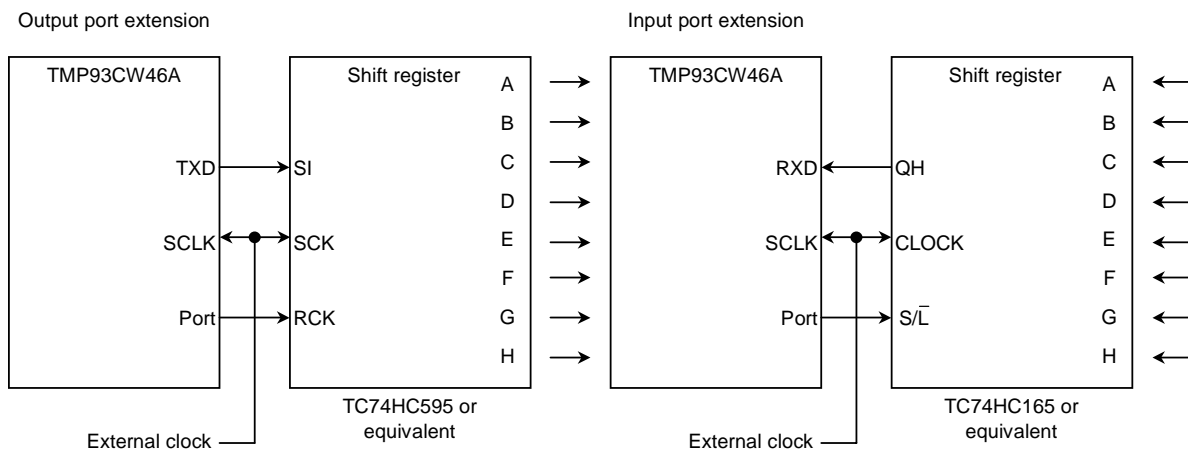 Output port extension
TMP93CW46A
Shift register
TXD
SI
SCLK
SCK
Port
RCK
A
B
C
D
E
F
G
H
TC74HC595 or
equivalent
External clock
Input port extension
TMP93CW46A
Shift register
RXD
QH
SCLK
CLOCK
Port
S/L̅
A
B
C
D
E
F
G
H
TC74HC165 or
equivalent
External clock